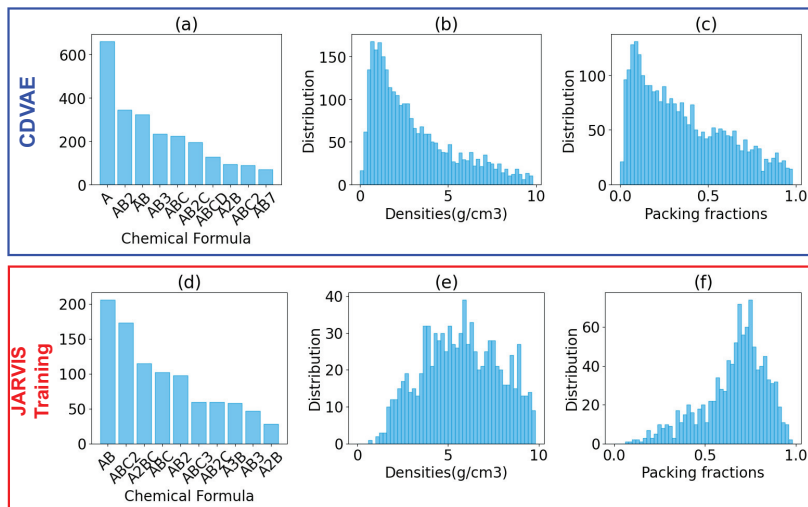 (a)
(b)
(c)
CDVAE
600
400
200
0
A
AB2
AB
AB3
ABC
AB2C
ABCD
A2B
ABC2
AB7
Chemical Formula
Distribution
150
100
50
0
0
5
10
Densities(g/cm3)
Distribution
100
50
0
0.0
0.5
1.0
Packing fractions
(d)
(e)
(f)
JARVIS
Training
200
150
100
50
0
AB
ABC2
A2BC
ABC
AB2
ABC3
AB2C
A3B
AB3
A2B
Chemical Formula
Distribution
40
30
20
10
0
0
5
10
Densities(g/cm3)
Distribution
60
40
20
0
0.0
0.5
1.0
Packing fractions